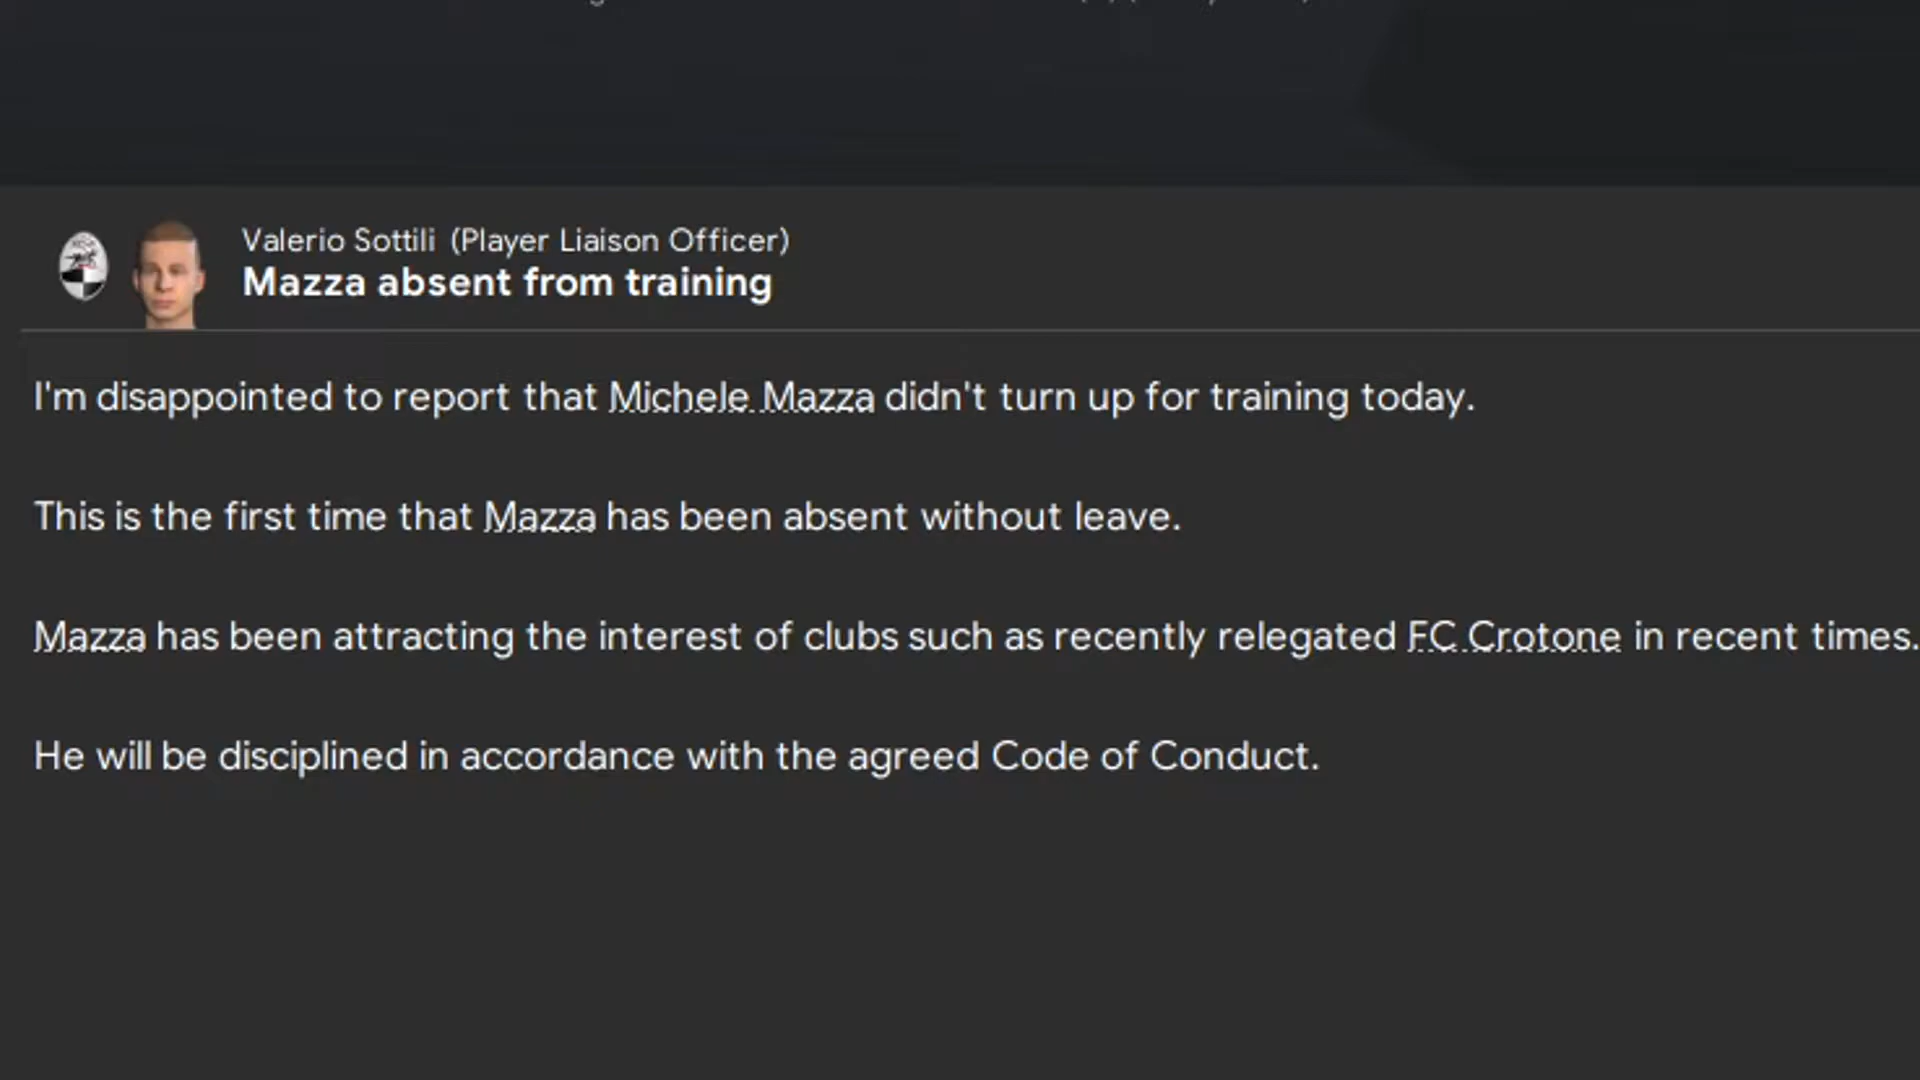 Valerio Sottili (Player Liaison Officer)
Mazza absent from training
I'm disappointed to report that Michele Mazza didn't turn up for training today.
This is the first time that Mazza has been absent without leave.
Mazza has been attracting the interest of clubs such as recently relegated FC Crotone in recent times.
He will be disciplined in accordance with the agreed Code of Conduct.